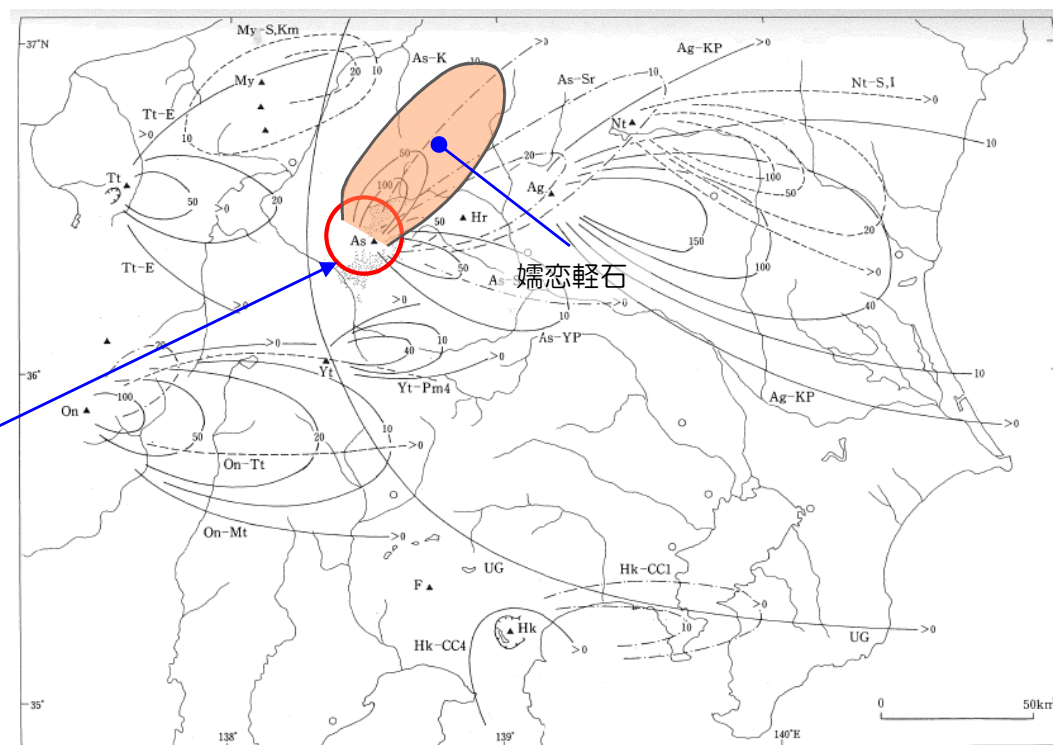 37°N
My-S,Km
>0
As-K
Ag-KP
>0
10
As-Sr
10
Nt-S,I
>0
My
20
10
Tt-E
10
>0
Nt
10
50
20
100
50
Tt
100
Ag
50
>0
20
50
Hr
20
150
As
>0
Tt-E
50
100
嬬恋軽石
As-S
>0
>0
40
10
As-YP
20
>0
10
40
>0
36°
Yt
Yt-Pm4
10
Ag-KP
On
100
50
20
10
>0
>0
On-Tt
On-Mt
>0
UG
Hk-CC1
F
>0
Hk
10
>0
Hk-CC4
>0
UG
35°
0
50km
138°
139°
140°E